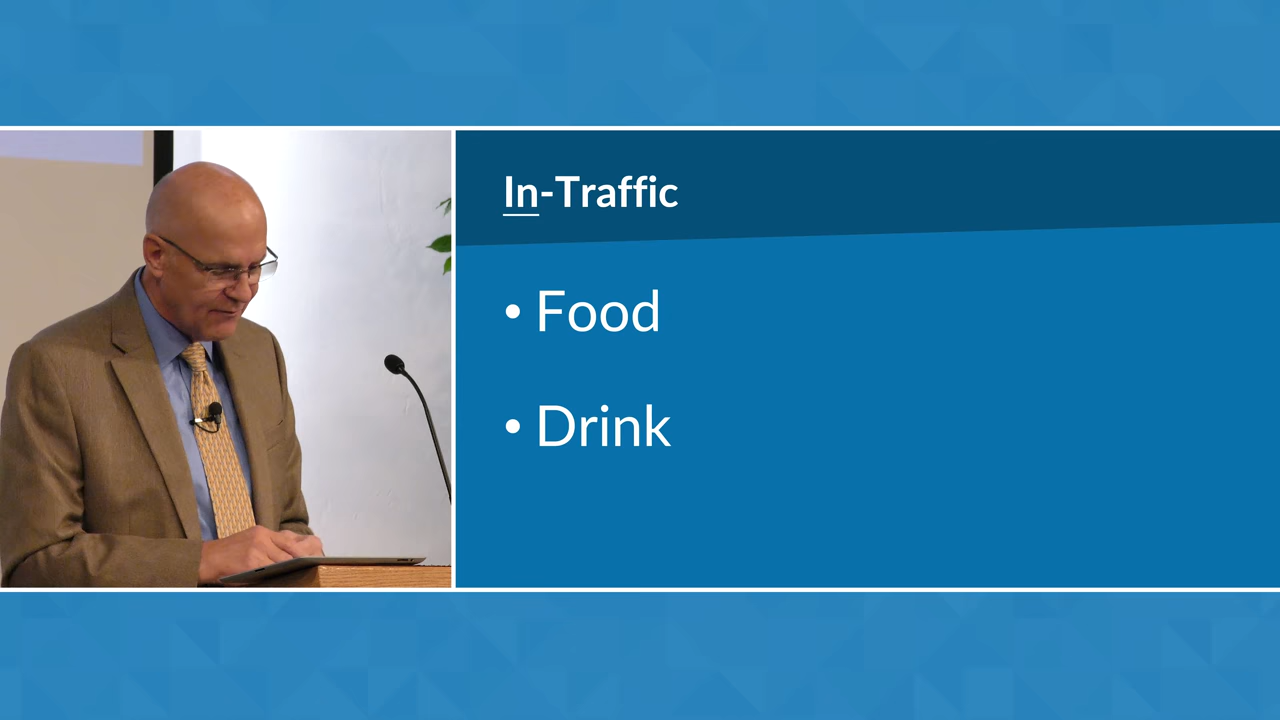 In-Traffic
• Food
• Drink